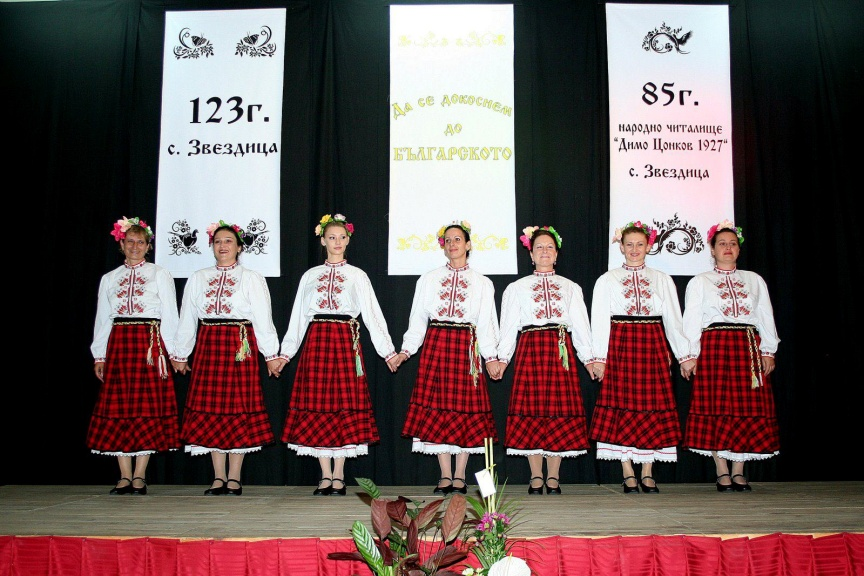 123г.
с. Звездица
Да се докоснем
до
БЪЛГАРСКОТО
85г.
народно читалище
"Димо Цонков 1927"
с. Звездица